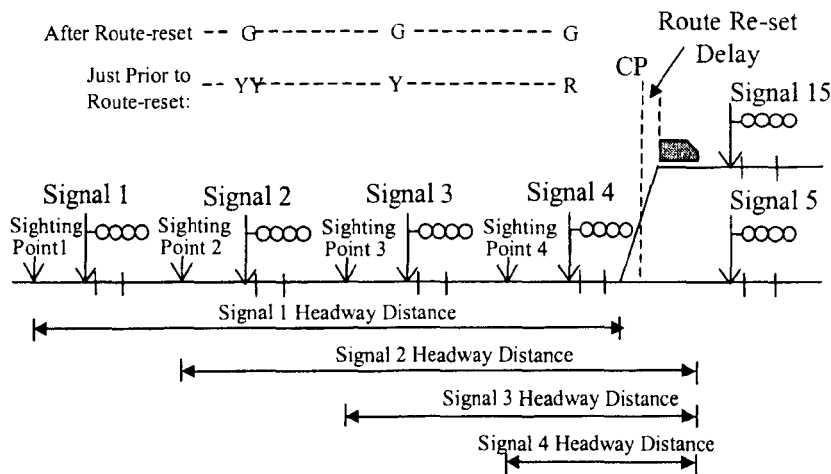 After Route-reset -- G ------ G ------ G
Route Re-set
Delay
Just Prior to
Route-reset:
-- YY ------ Y ------ R
CP
Signal 15
Signal 1
Signal 2
Signal 3
Signal 4
Signal 5
Sighting
Point1
Sighting
Point 2
Sighting
Point 3
Sighting
Point 4
Signal 1 Headway Distance
Signal 2 Headway Distance
Signal 3 Headway Distance
Signal 4 Headway Distance